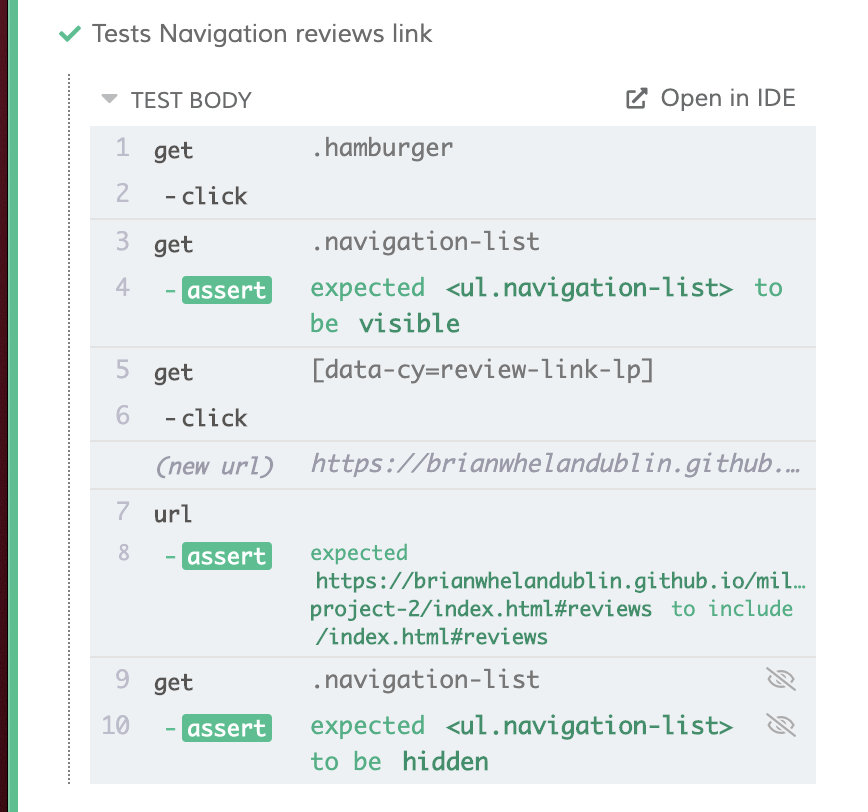 Tests Navigation reviews link
TEST BODY Open in IDE
1 get .hamburger
2 -click
3 get .navigation-list
4 -assert expected <ul.navigation-list> to
be visible
5 get [data-cy=review-link-lp]
6 -click
(new url) https://brianwhelandublin.github.…
7 url
8 -assert expected
https://brianwhelandublin.github.io/mil…
project-2/index.html#reviews to include
/index.html#reviews
9 get .navigation-list
10 -assert expected <ul.navigation-list>
to be hidden